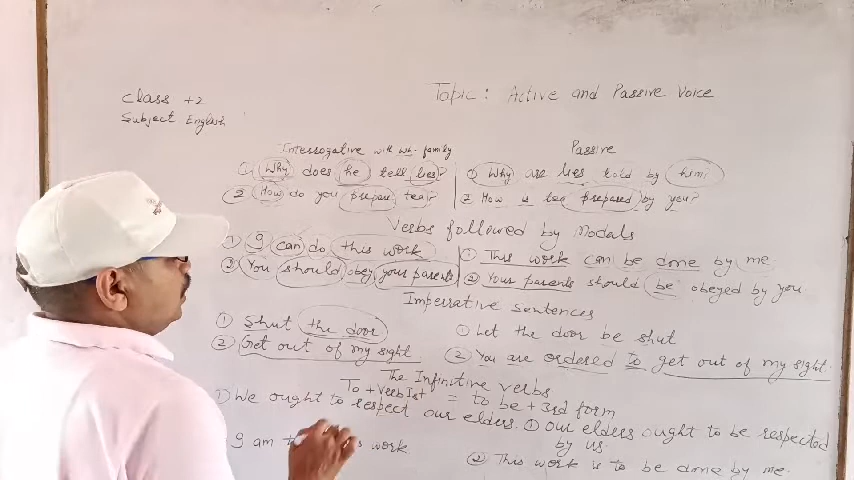 Class +2
Subject English
Topic: Active and Passive Voice
Interrogative with Wh- family
Passive
① Why does he tell lies?
① Why are lies told by him?
② How do you prepare tea?
② How is tea prepared by you?
Verbs followed by Modals
① I can do this work
① This work can be done by me.
② You should obey your parents
② Your parents should be obeyed by you
Imperative Sentences
① Shut the door
① Let the door be shut
② Get out of my sight
② You are ordered to get out of my sight.
The Infinitive verbs
To + Verb Ist = to be + 3rd form
① We ought to respect our elders.
① Our elders ought to be respected
by us.
I am work
② This work is to be done by me.